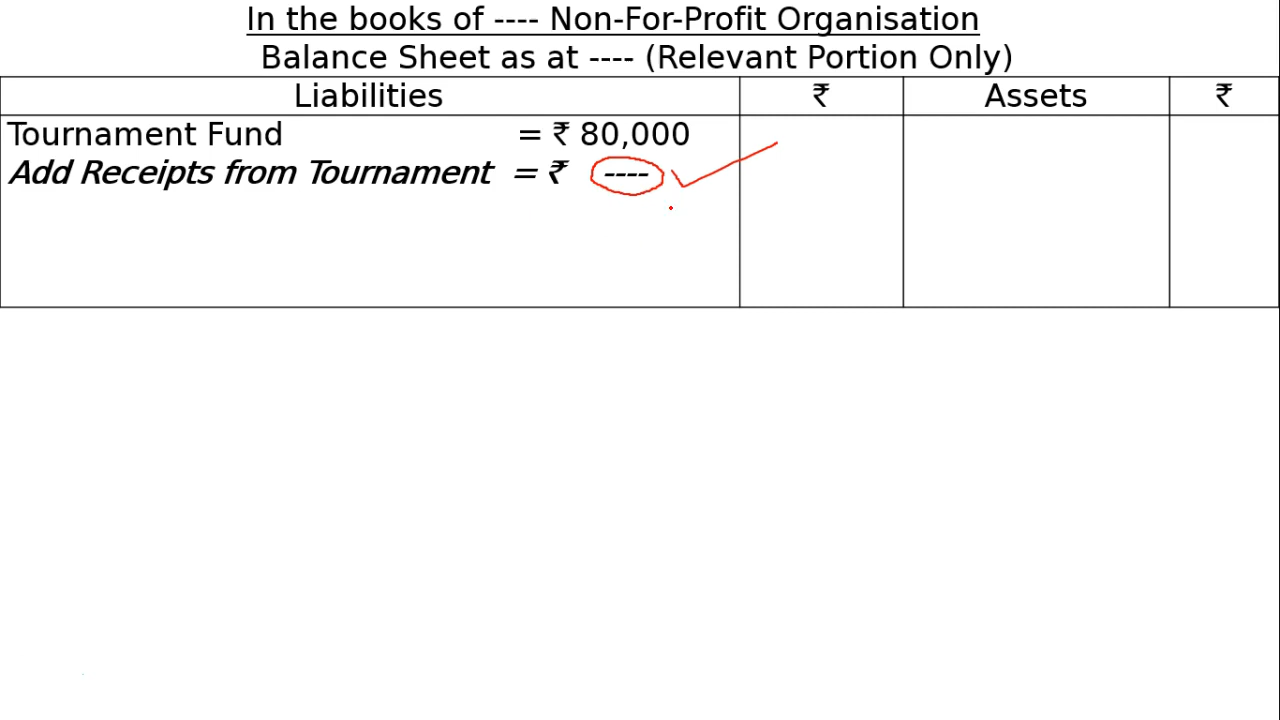 In the books of ---- Non-For-Profit Organisation
Balance Sheet as at ---- (Relevant Portion Only)
Liabilities ₹ Assets ₹
Tournament Fund = ₹ 80,000
Add Receipts from Tournament = ₹ ----